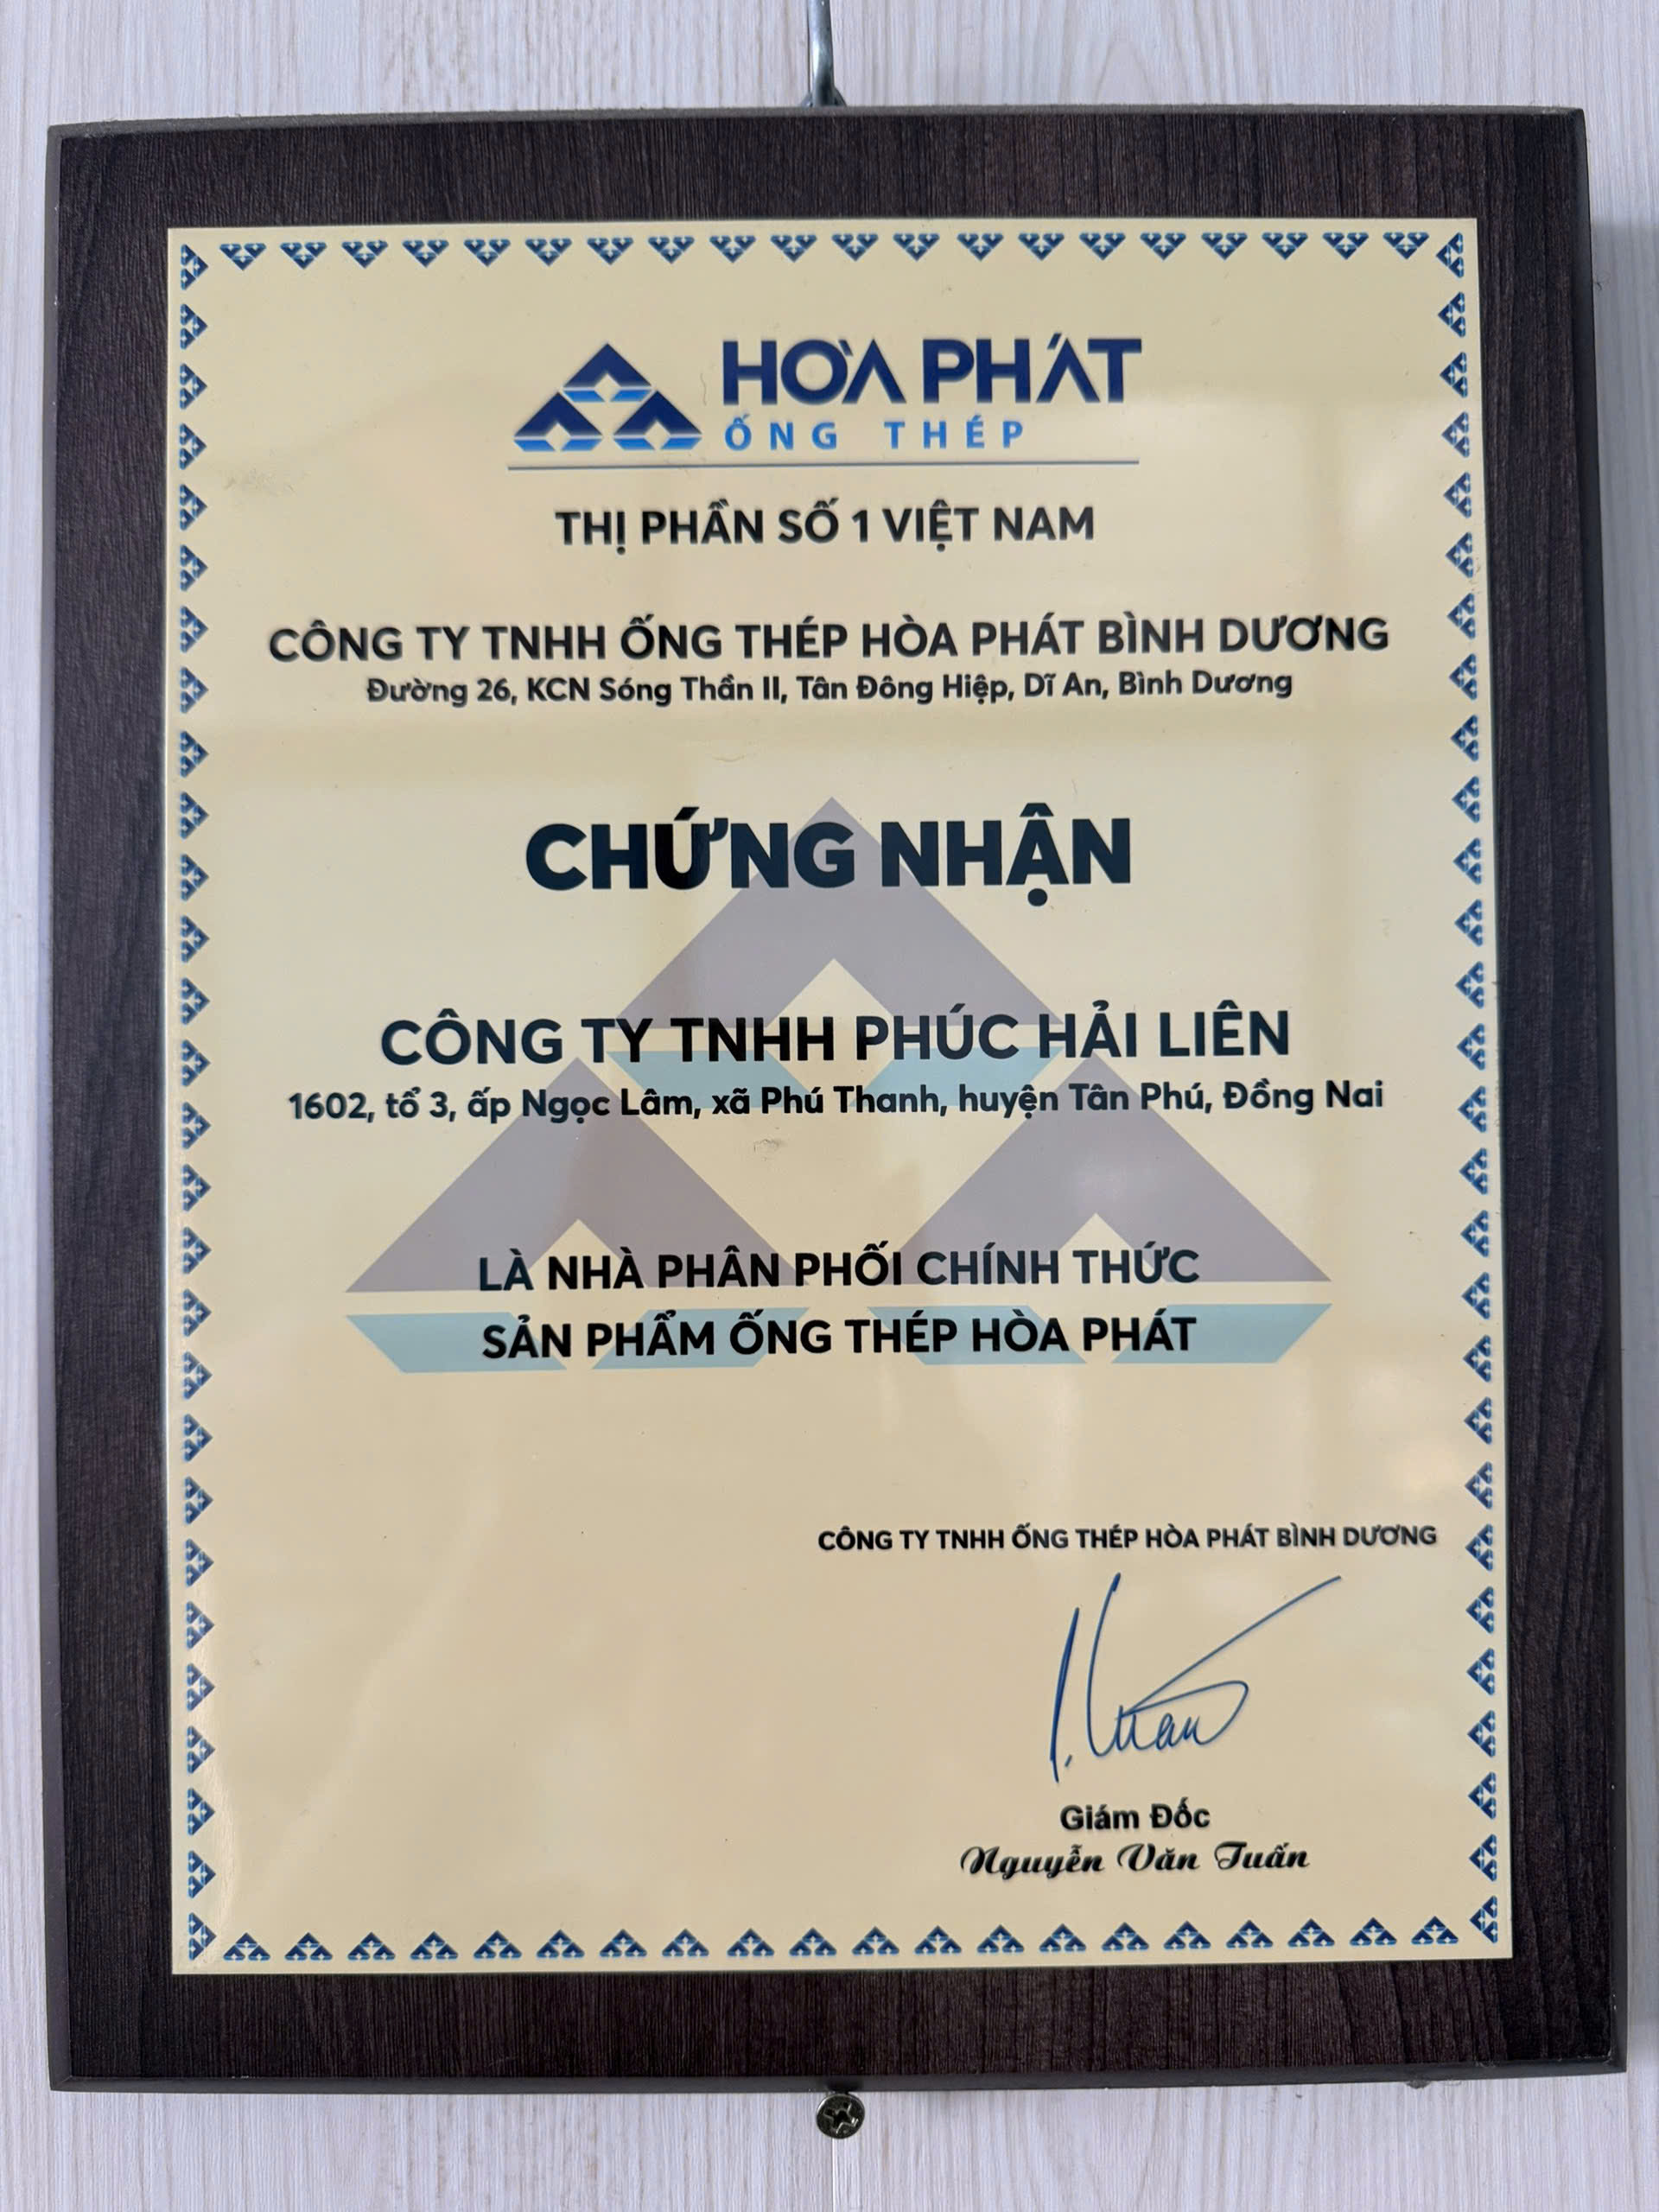 HÒA PHÁT
ỐNG THÉP
THỊ PHẦN SỐ 1 VIỆT NAM
CÔNG TY TNHH ỐNG THÉP HÒA PHÁT BÌNH DƯƠNG
Đường 26, KCN Sóng Thần II, Tân Đông Hiệp, Dĩ An, Bình Dương
CHỨNG NHẬN
CÔNG TY TNHH PHÚC HẢI LIÊN
1602, tổ 3, ấp Ngọc Lâm, xã Phú Thanh, huyện Tân Phú, Đồng Nai
LÀ NHÀ PHÂN PHỐI CHÍNH THỨC
SẢN PHẨM ỐNG THÉP HÒA PHÁT
CÔNG TY TNHH ỐNG THÉP HÒA PHÁT BÌNH DƯƠNG
Giám Đốc
Nguyễn Văn Tuấn